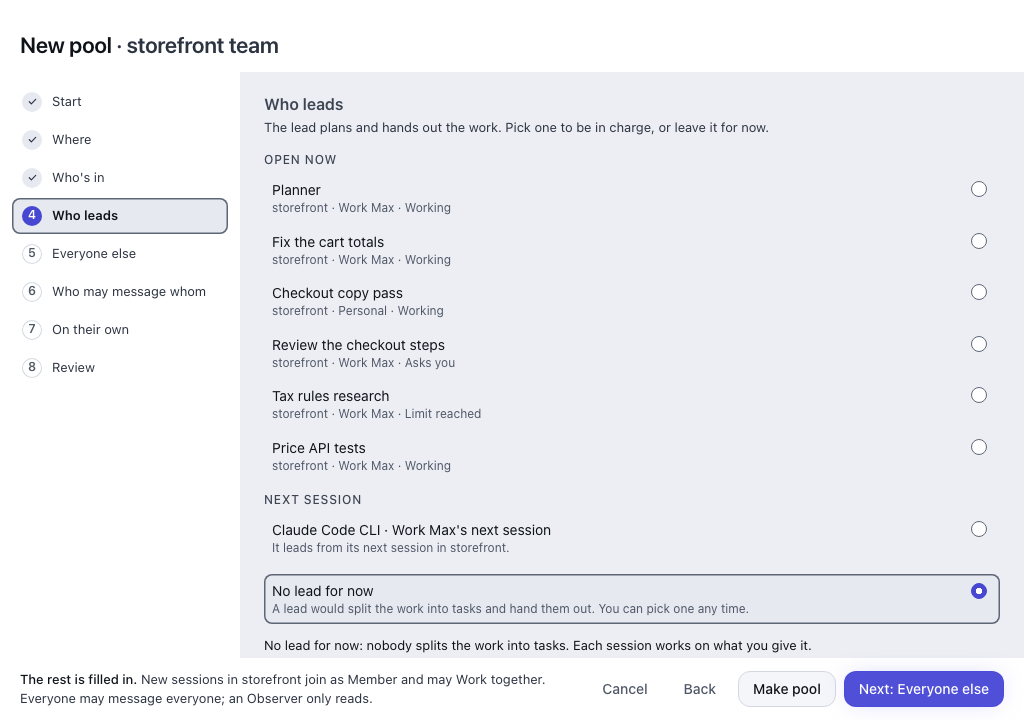 New pool · storefront team
Start
Where
Who's in
4 Who leads
5 Everyone else
6 Who may message whom
7 On their own
8 Review
Who leads
The lead plans and hands out the work. Pick one to be in charge, or leave it for now.
OPEN NOW
Planner
storefront · Work Max · Working
Fix the cart totals
storefront · Work Max · Working
Checkout copy pass
storefront · Personal · Working
Review the checkout steps
storefront · Work Max · Asks you
Tax rules research
storefront · Work Max · Limit reached
Price API tests
storefront · Work Max · Working
NEXT SESSION
Claude Code CLI · Work Max's next session
It leads from its next session in storefront.
No lead for now
A lead would split the work into tasks and hand them out. You can pick one any time.
No lead for now: nobody splits the work into tasks. Each session works on what you give it.
The rest is filled in. New sessions in storefront join as Member and may Work together.
Everyone may message everyone; an Observer only reads.
Cancel
Back
Make pool
Next: Everyone else